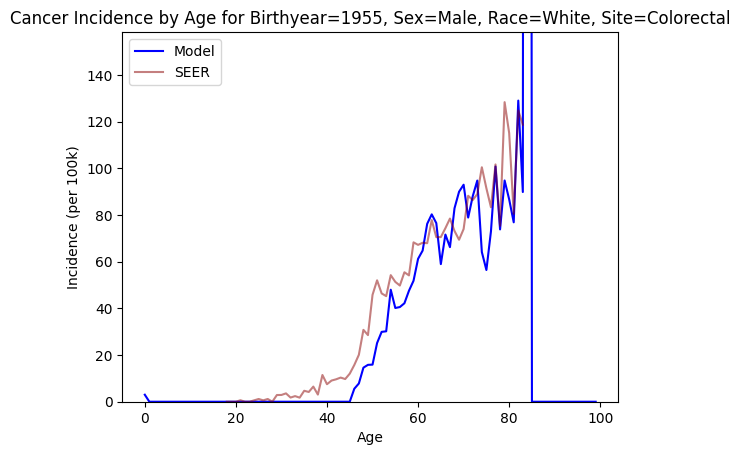 Cancer Incidence by Age for Birthyear=1955, Sex=Male, Race=White, Site=Colorectal
Model
SEER
140
120
100
80
60
40
20
0
Incidence (per 100k)
0 20 40 60 80 100
Age